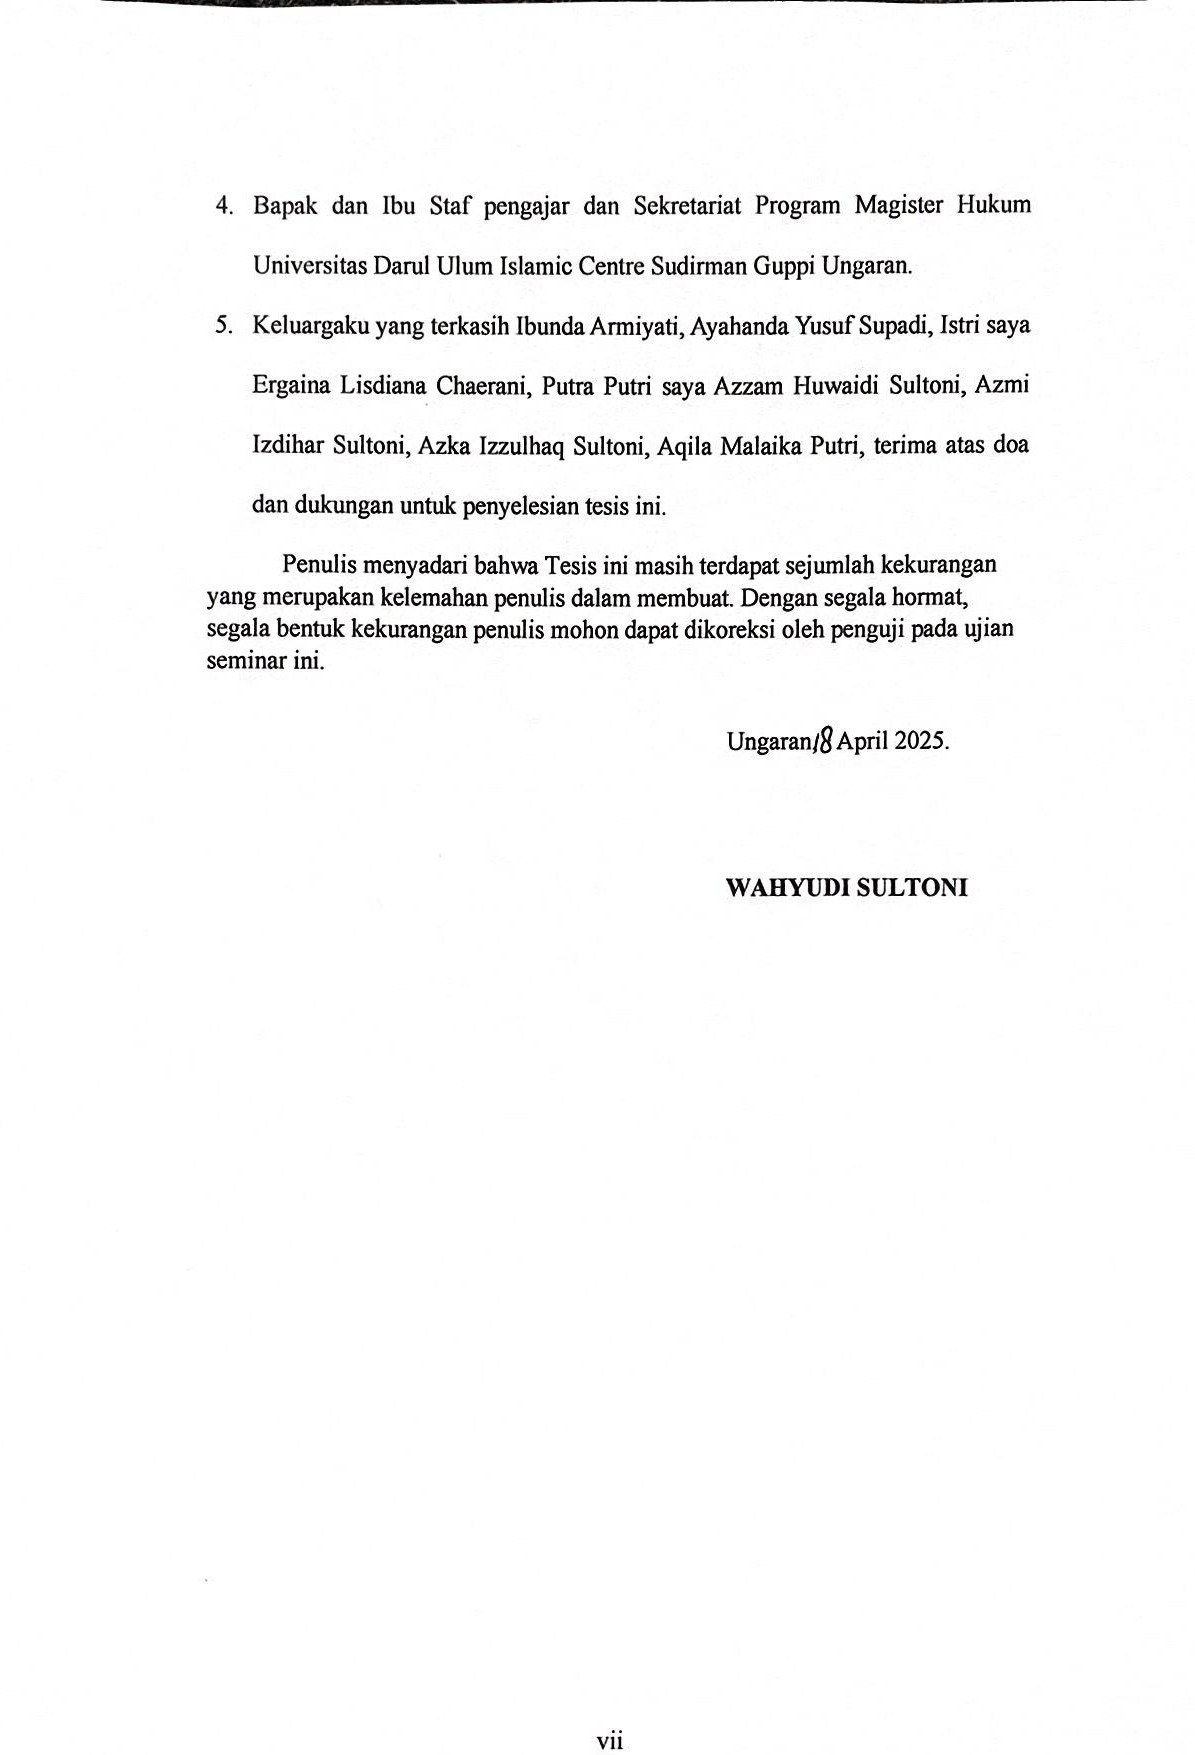 4. Bapak dan Ibu Staf pengajar dan Sekretariat Program Magister Hukum
Universitas Darul Ulum Islamic Centre Sudirman Guppi Ungaran.
5. Keluargaku yang terkasih Ibunda Armiyati, Ayahanda Yusuf Supadi, Istri saya
Ergaina Lisdiana Chaerani, Putra Putri saya Azzam Huwaidi Sultoni, Azmi
Izdihar Sultoni, Azka Izzulhaq Sultoni, Aqila Malaika Putri, terima atas doa
dan dukungan untuk penyelesian tesis ini.
Penulis menyadari bahwa Tesis ini masih terdapat sejumlah kekurangan
yang merupakan kelemahan penulis dalam membuat. Dengan segala hormat,
segala bentuk kekurangan penulis mohon dapat dikoreksi oleh penguji pada ujian
seminar ini.
Ungaran, 18 April 2025.
WAHYUDI SULTONI
vii